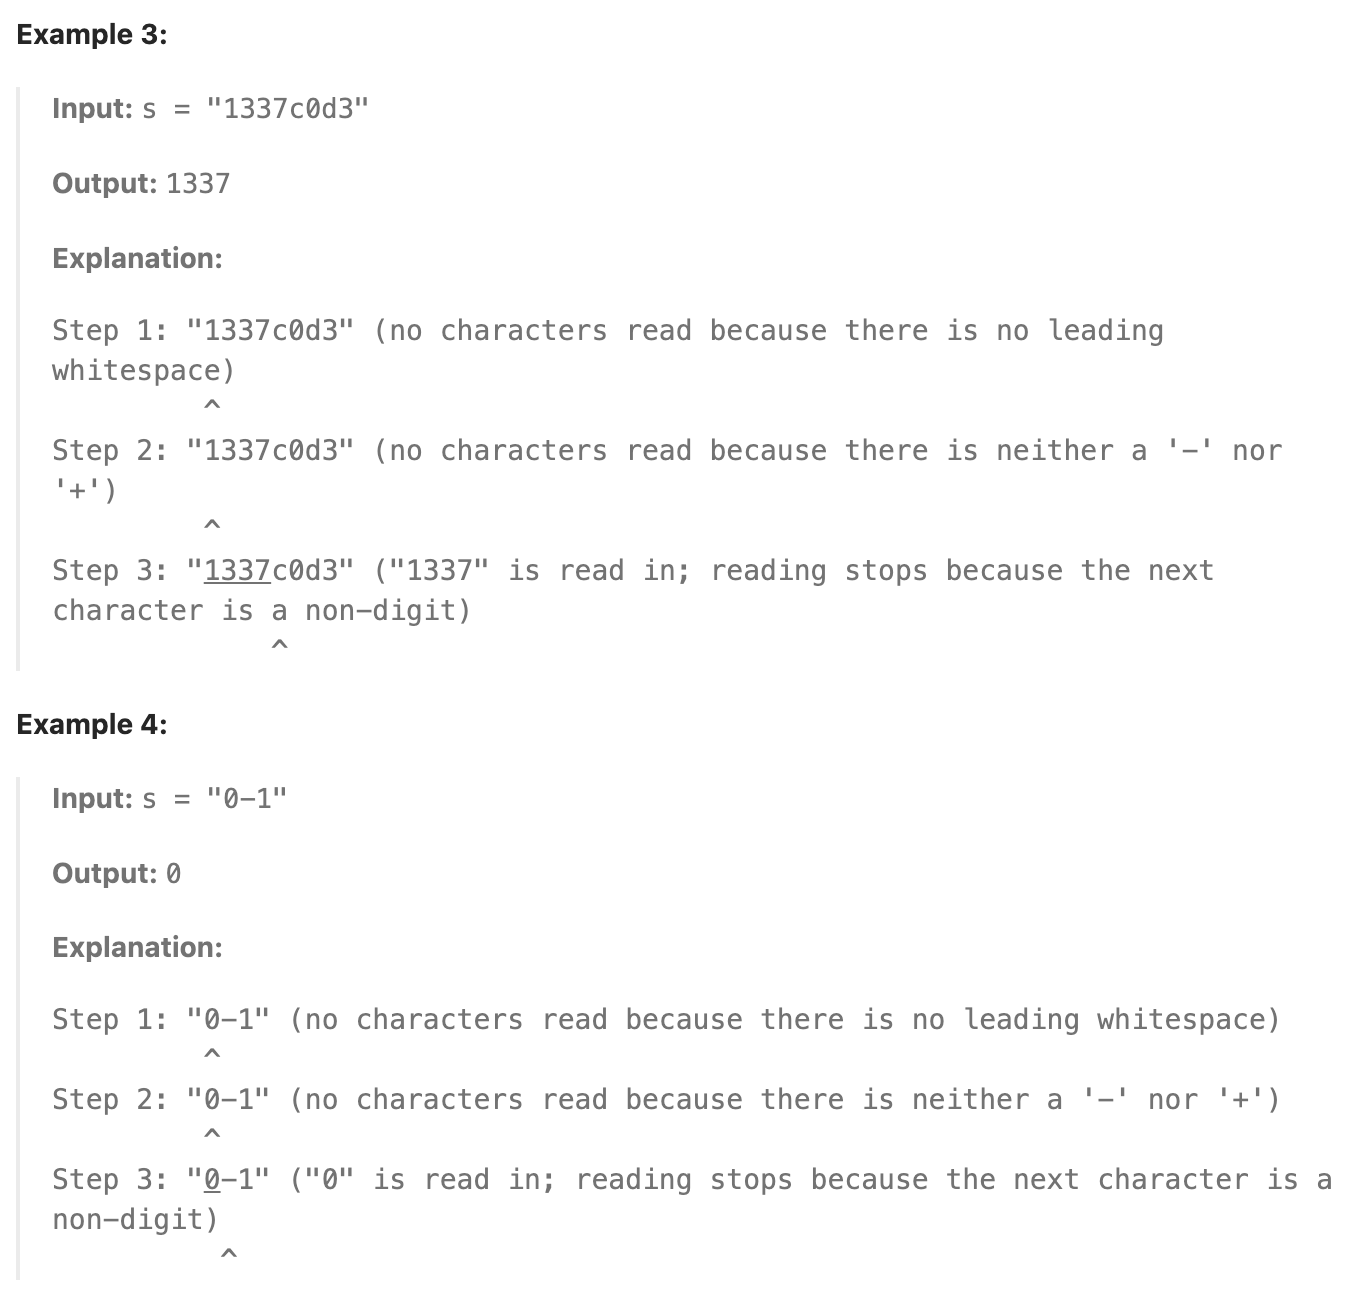 Example 3:
Input: s = "1337c0d3"
Output: 1337
Explanation:
Step 1: "1337c0d3" (no characters read because there is no leading
whitespace)
^
Step 2: "1337c0d3" (no characters read because there is neither a '-' nor
'+')
^
Step 3: "1337c0d3" ("1337" is read in; reading stops because the next
character is a non-digit)
^
Example 4:
Input: s = "0-1"
Output: 0
Explanation:
Step 1: "0-1" (no characters read because there is no leading whitespace)
^
Step 2: "0-1" (no characters read because there is neither a '-' nor '+')
^
Step 3: "0-1" ("0" is read in; reading stops because the next character is a
non-digit)
^